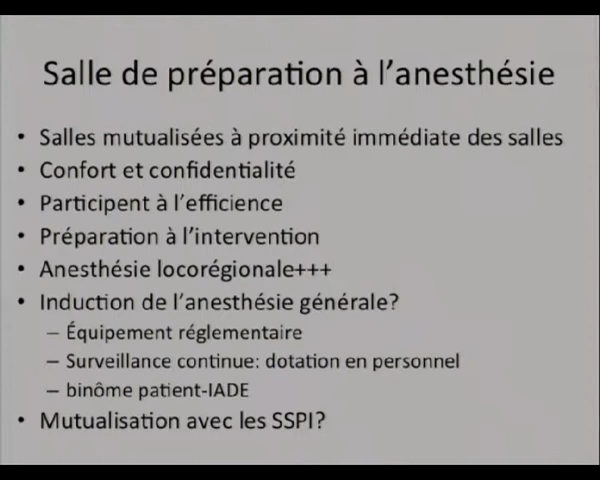 Salle de préparation à l'anesthésie
• Salles mutualisées à proximité immédiate des salles
• Confort et confidentialité
• Participent à l'efficience
• Préparation à l'intervention
• Anesthésie locorégionale+++
• Induction de l'anesthésie générale?
– Équipement réglementaire
– Surveillance continue: dotation en personnel
– binôme patient-IADE
• Mutualisation avec les SSPI?